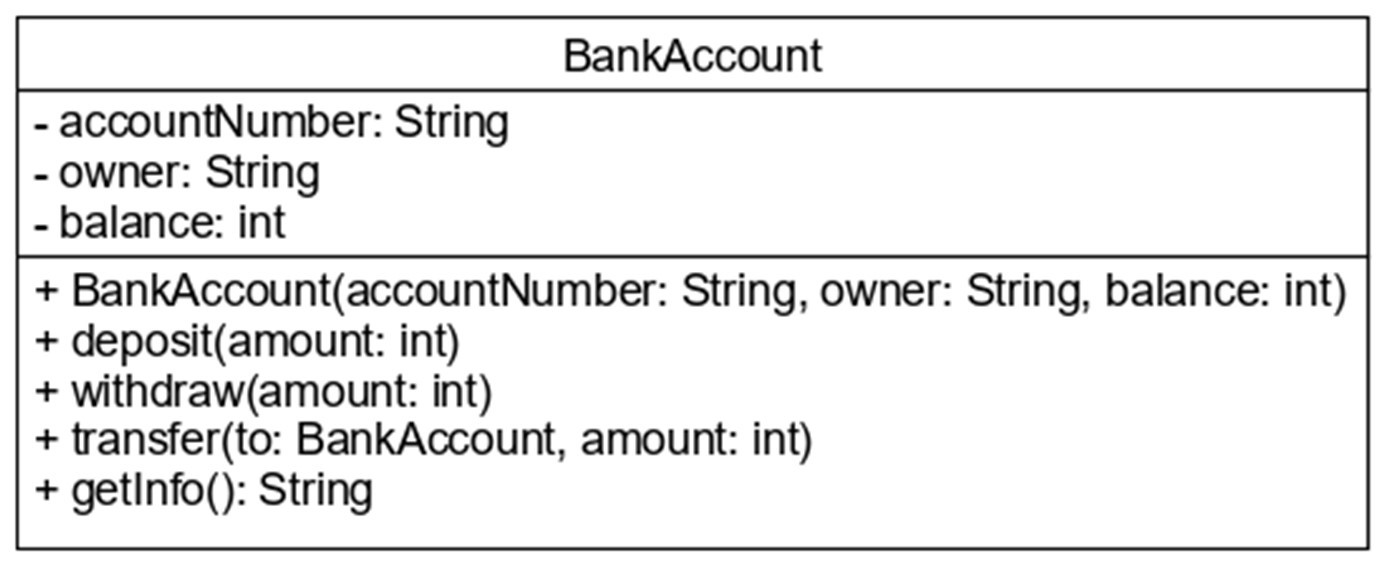 BankAccount
- accountNumber: String
- owner: String
- balance: int
+ BankAccount(accountNumber: String, owner: String, balance: int)
+ deposit(amount: int)
+ withdraw(amount: int)
+ transfer(to: BankAccount, amount: int)
+ getInfo(): String